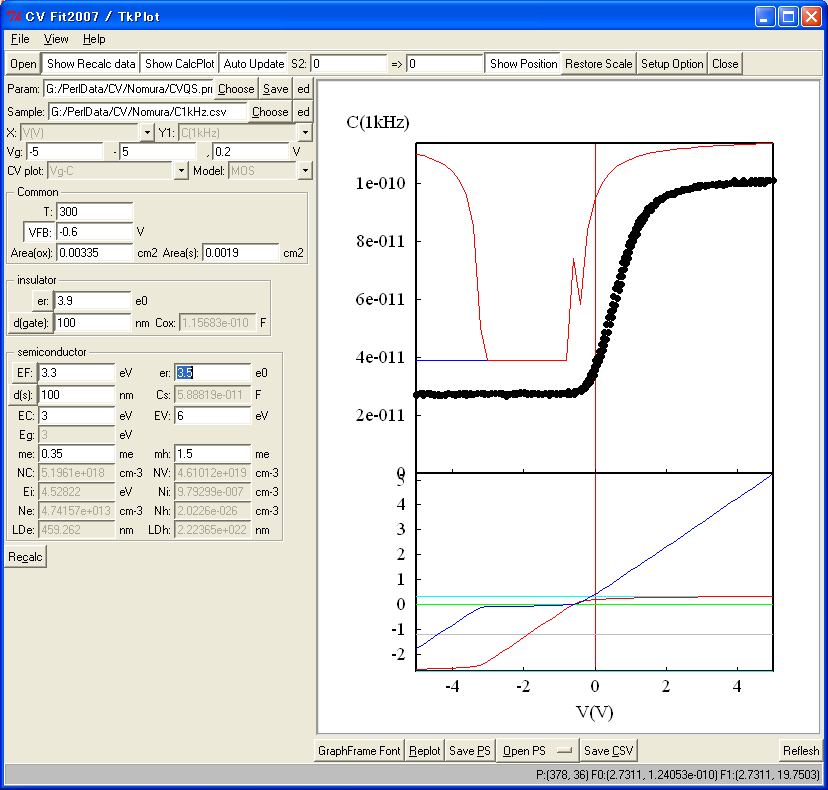 CV Fit2007 / TkPlot
File View Help
Open Show Recalc data Show CalcPlot Auto Update S2: 0 => 0 Show Position Restore Scale Setup Option Close
Param: G:/PerlData/CV/Nomura/CVQS.prm Choose Save ed
Sample: G:/PerlData/CV/Nomura/C1kHz.csv Choose ed
X: V(V) Y1: C(1kHz)
Vg: -5 - 5 , 0.2 V
CV plot: Vg-C Model: MOS
Common
T: 300
VFB: -0.6 V
Area(ox): 0.00335 cm2 Area(s): 0.0019 cm2
insulator
er: 3.9 e0
d(gate): 100 nm Cox: 1.15683e-010 F
semiconductor
EF: 3.3 eV er: 3.5 e0
d(s): 100 nm Cs: 5.88819e-011 F
EC: 3 eV EV: 6 eV
Eg: 3 eV
me: 0.35 me mh: 1.5 me
NC: 5.1961e+018 cm-3 NV: 4.61012e+019 cm-3
Ei: 4.52822 eV Ni: 9.79299e-007 cm-3
Ne: 4.74157e+013 cm-3 Nh: 2.0226e-026 cm-3
LDe: 459.262 nm LDh: 2.22365e+022 nm
Recalc
C(1kHz)
1e-010
8e-011
6e-011
4e-011
2e-011
0
5
4
3
2
1
0
-1
-2
-4 -2 0 2 4
V(V)
GraphFrame Font Replot Save PS Open PS Save CSV Reflesh
P:(378, 36) F0:(2.7311, 1.24053e-010) F1:(2.7311, 19.7503)